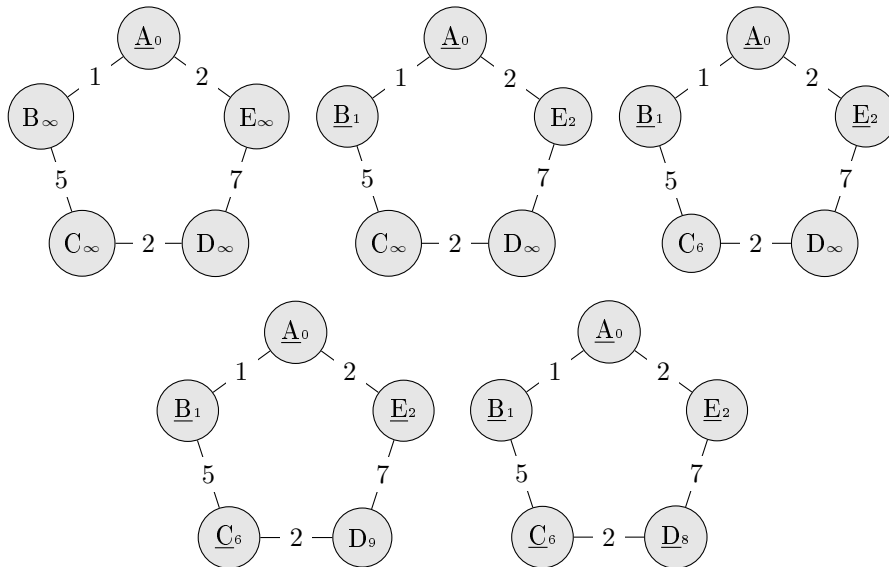 A0 A0 A0
1 2 1 2 1 2
B∞ E∞ B1 E2 B1 E2
5 7 5 7 5 7
C∞ 2 D∞ C∞ 2 D∞ C6 2 D∞
A0 A0
1 2 1 2
B1 E2 B1 E2
5 7 5 7
C6 2 D9 C6 2 D8